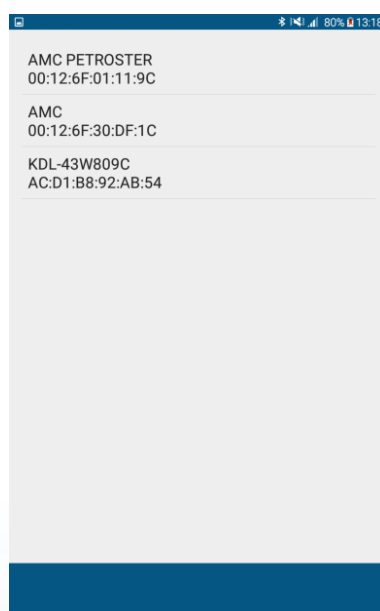 80% 13:18
AMC PETROSTER
00:12:6F:01:11:9C
AMC
00:12:6F:30:DF:1C
KDL-43W809C
AC:D1:B8:92:AB:54